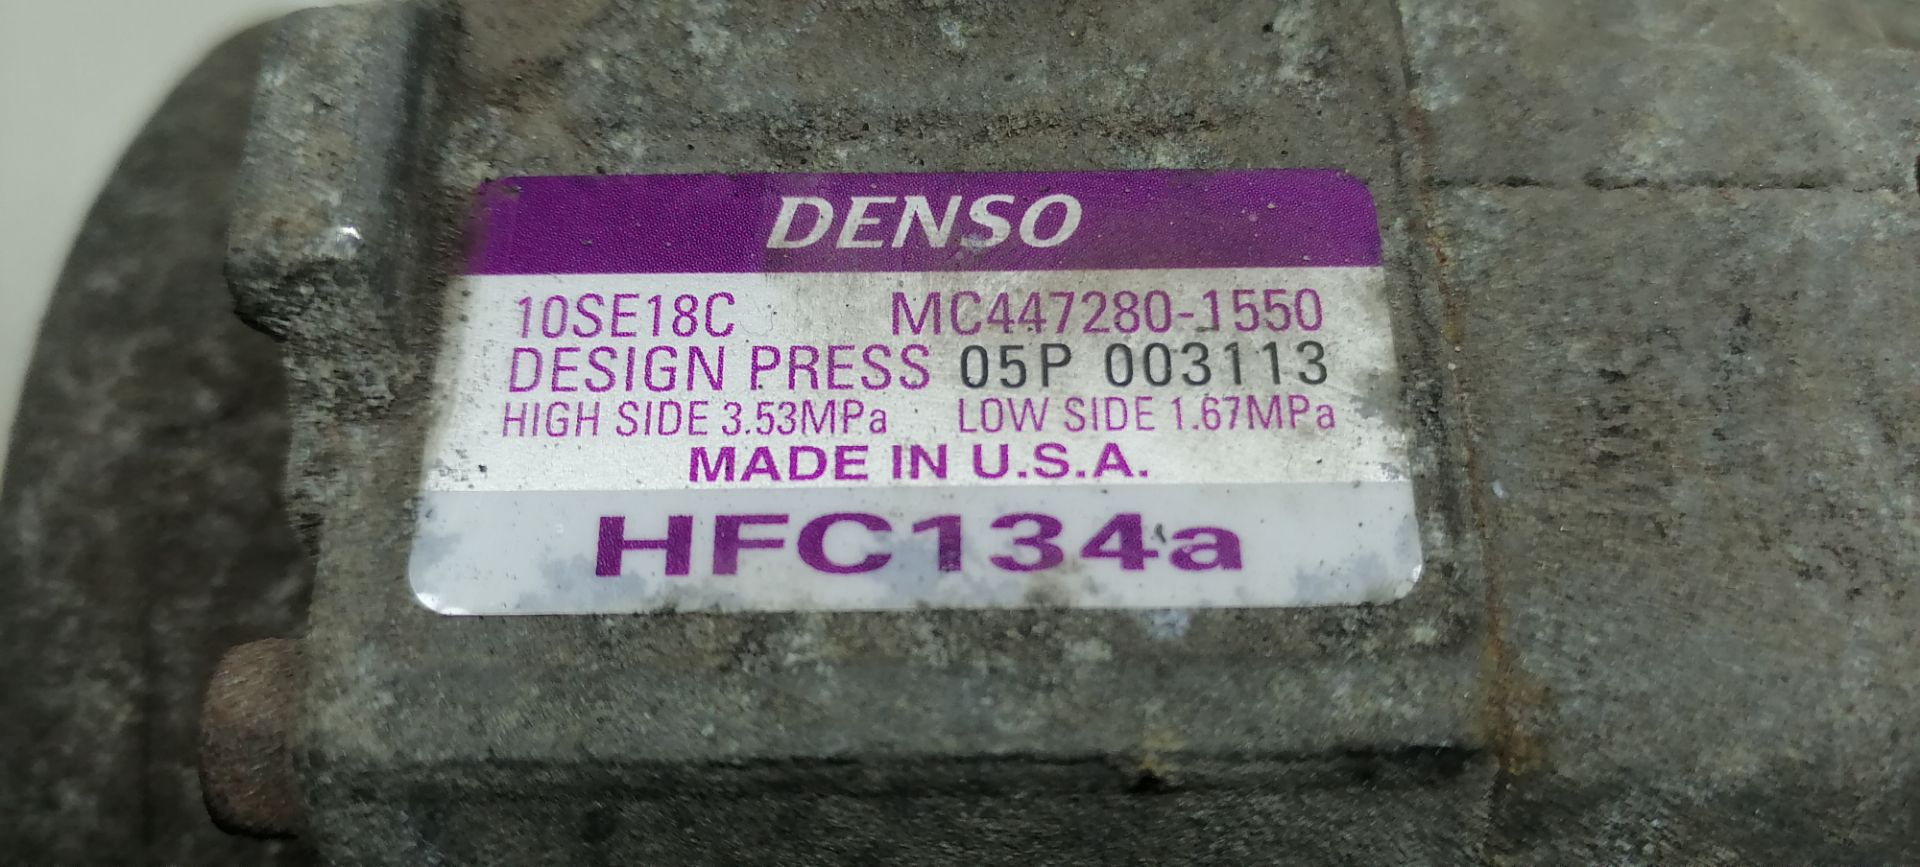 DENSO
10SE18C MC447280-1550
DESIGN PRESS 05P 003113
HIGH SIDE 3.53MPa LOW SIDE 1.67MPa
MADE IN U.S.A.
HFC134a